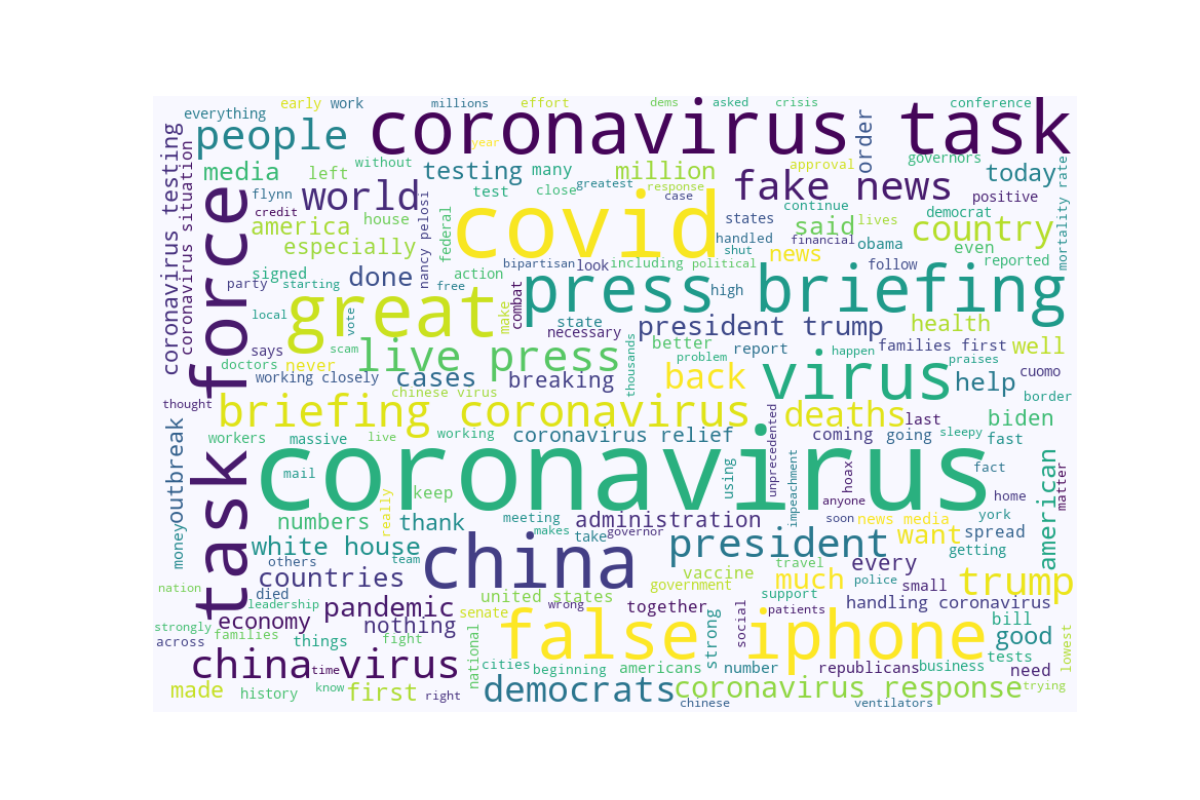 early work millions effort dems asked crisis conference
everything people coronavirus task
year
order
coronavirus testing
coronavirus situation
media left without testing many million approval governors today
flynn world test close greatest response case fake news positive
mortality rate
credit
nancy pelosi
federal
covid
continue
america house states said lives democrat country
especially handled financial obama even
shut
bipartisan look including political news follow reported
signed done action
party starting free
combat
press briefing
high
force
great
make
local vote
state president trump health
necessary
says scam live press better report happen families first well
thousands
problem praises
doctors never
working closely cases breaking back virus help cuomo
chinese virus border
thought
briefing coronavirus deaths last biden
outbreak
workers massive live working coronavirus relief coming going sleepy fast
unprecedented
task
coronavirus
mail
using
impeachment
hoax
fact
american
matter
really
keep anyone home
numbers thank meeting administration soon news media york
makes governor want spread
money
white house others team take president getting
china
travel every
nation countries vaccine much police trump
died government small
leadership pandemic united states wrong together support handling coronavirus
economy nothing senate patients bill
strongly families
social
strong
false iphone
good
across things fight tests
lowest
china time virus
national
cities beginning americans number republicans business need
made history know first right democrats coronavirus response trying
chinese ventilators